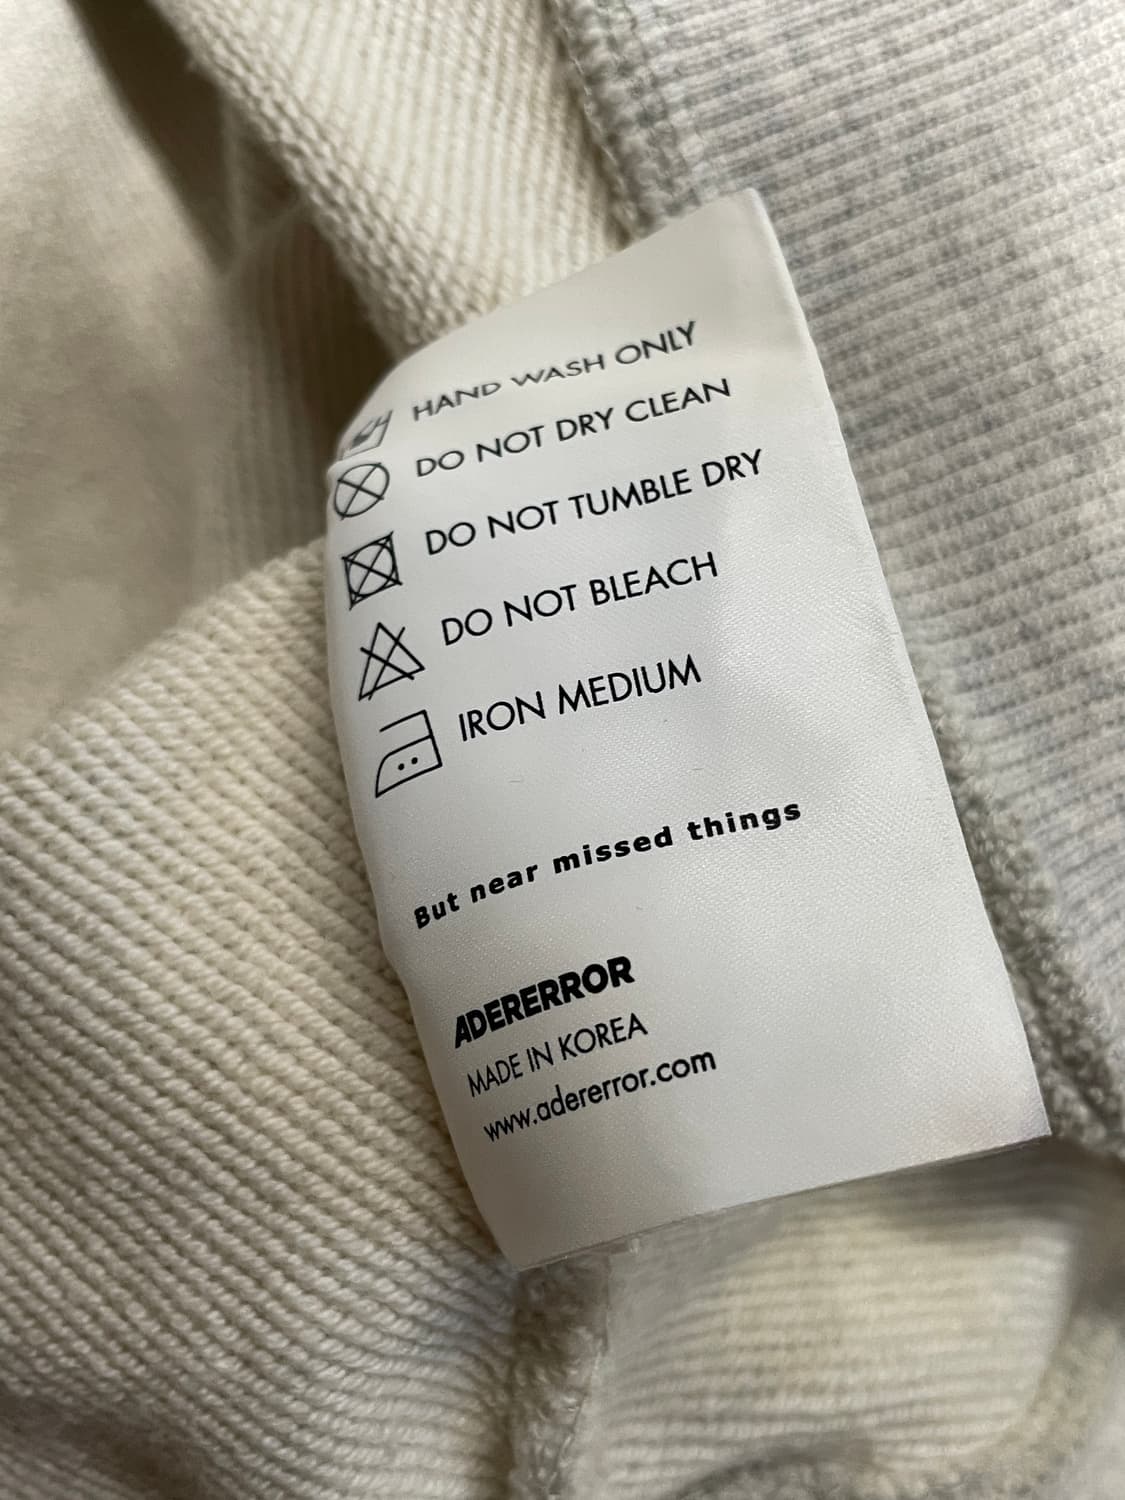 HAND WASH ONLY
DO NOT DRY CLEAN
DO NOT TUMBLE DRY
DO NOT BLEACH
IRON MEDIUM
But near missed things
ADERERROR
MADE IN KOREA
www.adererror.com